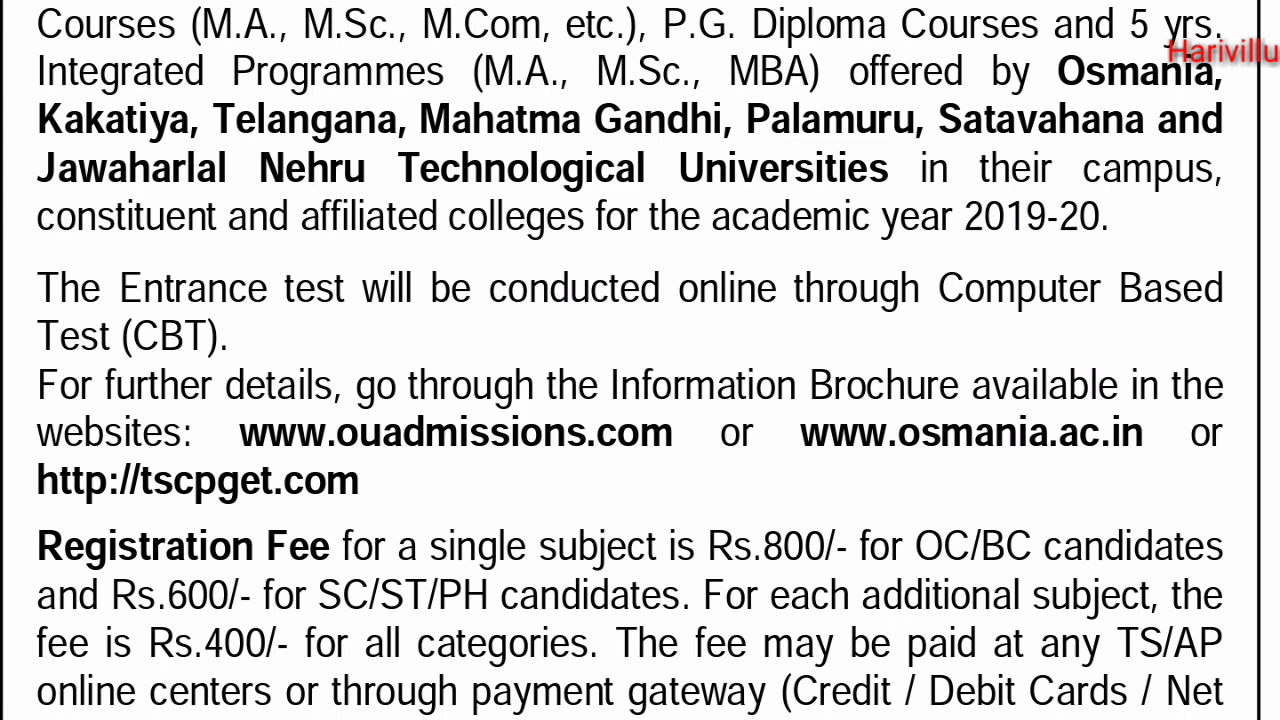 Courses (M.A., M.Sc., M.Com, etc.), P.G. Diploma Courses and 5 yrs.
Harivillu
Integrated Programmes (M.A., M.Sc., MBA) offered by Osmania,
Kakatiya, Telangana, Mahatma Gandhi, Palamuru, Satavahana and
Jawaharlal Nehru Technological Universities in their campus,
constituent and affiliated colleges for the academic year 2019-20.
The Entrance test will be conducted online through Computer Based
Test (CBT).
For further details, go through the Information Brochure available in the
websites: www.ouadmissions.com or www.osmania.ac.in or
http://tscpget.com
Registration Fee for a single subject is Rs.800/- for OC/BC candidates
and Rs.600/- for SC/ST/PH candidates. For each additional subject, the
fee is Rs.400/- for all categories. The fee may be paid at any TS/AP
online centers or through payment gateway (Credit / Debit Cards / Net